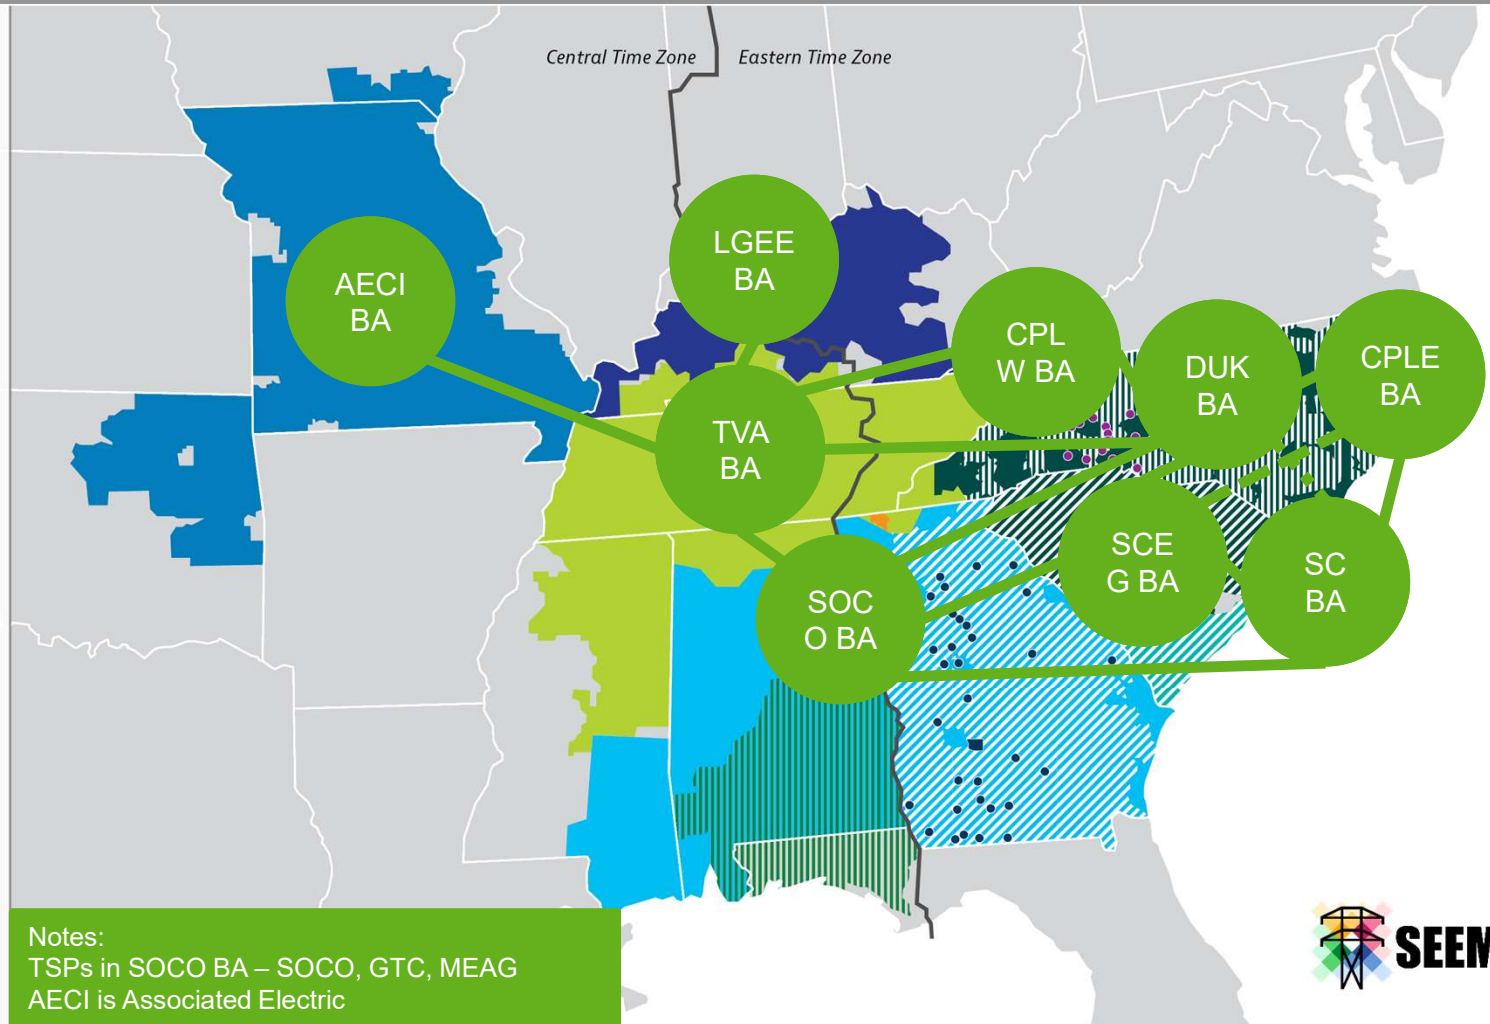 Central Time Zone
Eastern Time Zone
LGEE
BA
AECI
BA
CPL
W BA
DUK
BA
CPLE
BA
TVA
BA
SCE
G BA
SC
BA
SOC
O BA
Notes:
TSPs in SOCO BA – SOCO, GTC, MEAG
AECI is Associated Electric
SEEM